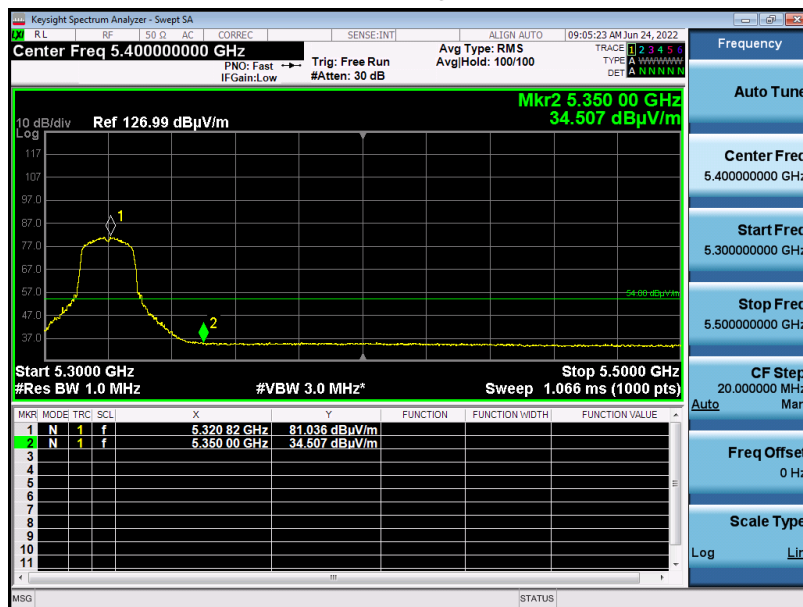 Keysight Spectrum Analyzer - Swept SA
LXI RL RF 50 Ω AC CORREC SENSE:INT ALIGN AUTO 09:05:23 AM Jun 24, 2022
Center Freq 5.400000000 GHz
PNO: Fast
IFGain:Low
Trig: Free Run
#Atten: 30 dB
Avg Type: RMS
Avg|Hold: 100/100
TRACE 1 2 3 4 5 6
TYPE A WWWWW
DET A N N N N N
Mkr2 5.350 00 GHz
34.507 dBµV/m
10 dB/div
Log
Ref 126.99 dBµV/m
117
107
97.0
87.0
77.0
67.0
57.0
47.0
37.0
1
2
54.00 dBµV/m
Start 5.3000 GHz
Stop 5.5000 GHz
#Res BW 1.0 MHz
#VBW 3.0 MHz*
Sweep 1.066 ms (1000 pts)
MKR MODE TRC SCL X Y FUNCTION FUNCTION WIDTH FUNCTION VALUE
1 N 1 f 5.320 82 GHz 81.036 dBµV/m
2 N 1 f 5.350 00 GHz 34.507 dBµV/m
3
4
5
6
7
8
9
10
11
MSG
STATUS
Frequency
Auto Tune
Center Freq
5.400000000 GHz
Start Freq
5.300000000 GHz
Stop Freq
5.500000000 GHz
CF Step
20.000000 MHz
Auto Man
Freq Offset
0 Hz
Scale Type
Log Lin